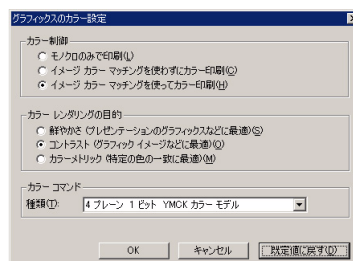 グラフィックスのカラー設定
カラー制御
モノクロのみで印刷(L)
イメージ カラー マッチングを使わずにカラー印刷(C)
イメージ カラー マッチングを使ってカラー印刷(H)
カラー レンダリングの目的
鮮やかさ (プレゼンテーションのグラフィックスなどに最適)(S)
コントラスト (グラフィック イメージなどに最適)(O)
カラーメトリック (特定の色の一致に最適)(M)
カラー コマンド
種類(T): 4 プレーン 1 ビット YMCK カラー モデル
OK キャンセル 既定値に戻す(D)